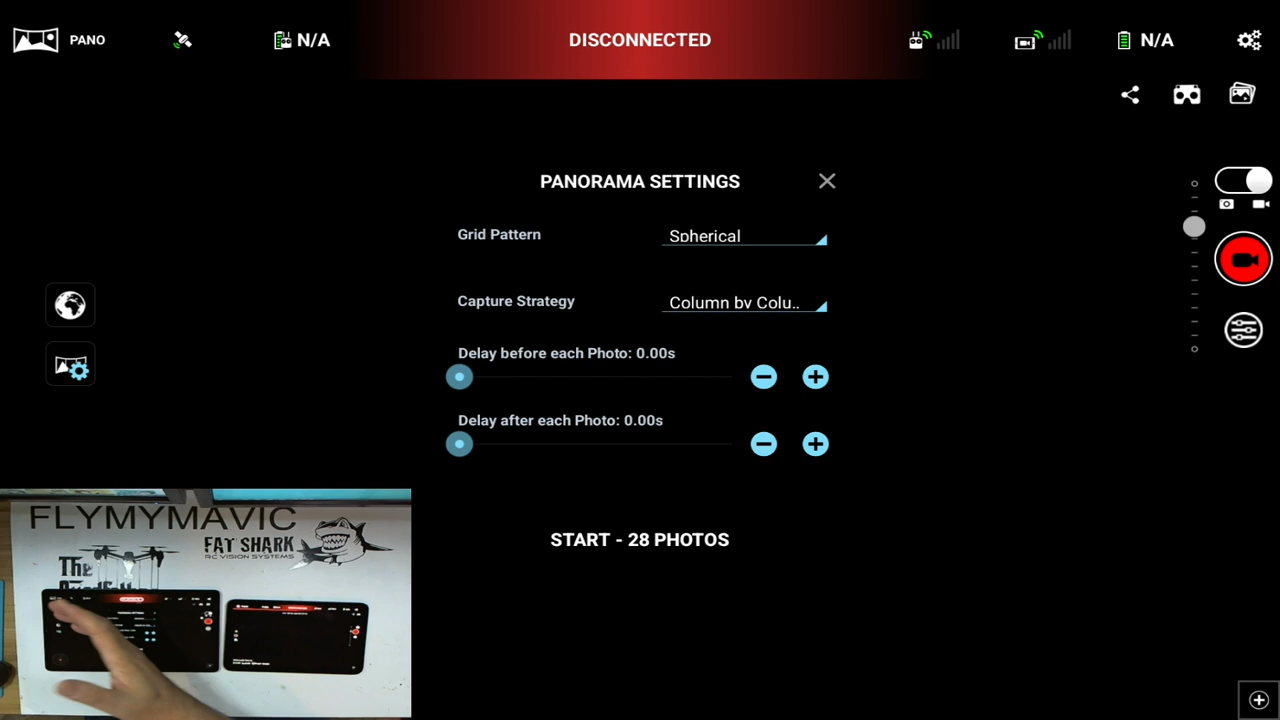 PANO
N/A
DISCONNECTED
N/A
PANORAMA SETTINGS
Grid Pattern
Spherical
Capture Strategy
Column by Colu..
Delay before each Photo: 0.00s
Delay after each Photo: 0.00s
START - 28 PHOTOS
FLYMYMAVIC
FAT SHARK
RC VISION SYSTEMS
The